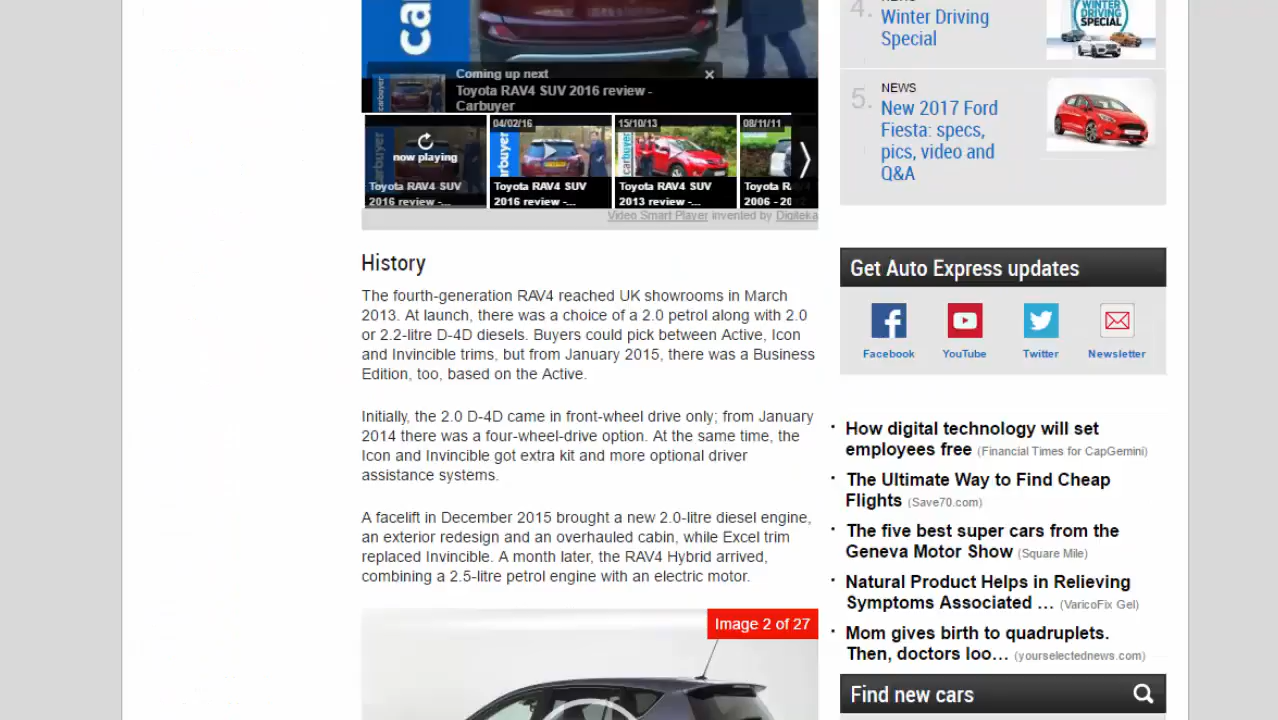 car
Coming up next
Toyota RAV4 SUV 2016 review -
Carbuyer
carbuyer
now playing
Toyota RAV4 SUV
2016 review -...
04/02/16
Toyota RAV4 SUV
2016 review -...
15/10/13
carbuyer
Toyota RAV4 SUV
2013 review -...
08/11/11
Toyota R
2006 - 20
Video Smart Player invented by Digiteka
History
The fourth-generation RAV4 reached UK showrooms in March
2013. At launch, there was a choice of a 2.0 petrol along with 2.0
or 2.2-litre D-4D diesels. Buyers could pick between Active, Icon
and Invincible trims, but from January 2015, there was a Business
Edition, too, based on the Active.
Initially, the 2.0 D-4D came in front-wheel drive only; from January
2014 there was a four-wheel-drive option. At the same time, the
Icon and Invincible got extra kit and more optional driver
assistance systems.
A facelift in December 2015 brought a new 2.0-litre diesel engine,
an exterior redesign and an overhauled cabin, while Excel trim
replaced Invincible. A month later, the RAV4 Hybrid arrived,
combining a 2.5-litre petrol engine with an electric motor.
Image 2 of 27
4.
Winter Driving
Special
WINTER
DRIVING
SPECIAL
5.
NEWS
New 2017 Ford
Fiesta: specs,
pics, video and
Q&A
Get Auto Express updates
Facebook
YouTube
Twitter
Newsletter
How digital technology will set
employees free (Financial Times for CapGemini)
The Ultimate Way to Find Cheap
Flights (Save70.com)
The five best super cars from the
Geneva Motor Show (Square Mile)
Natural Product Helps in Relieving
Symptoms Associated … (VaricoFix Gel)
Mom gives birth to quadruplets.
Then, doctors loo… (yourselectednews.com)
Find new cars